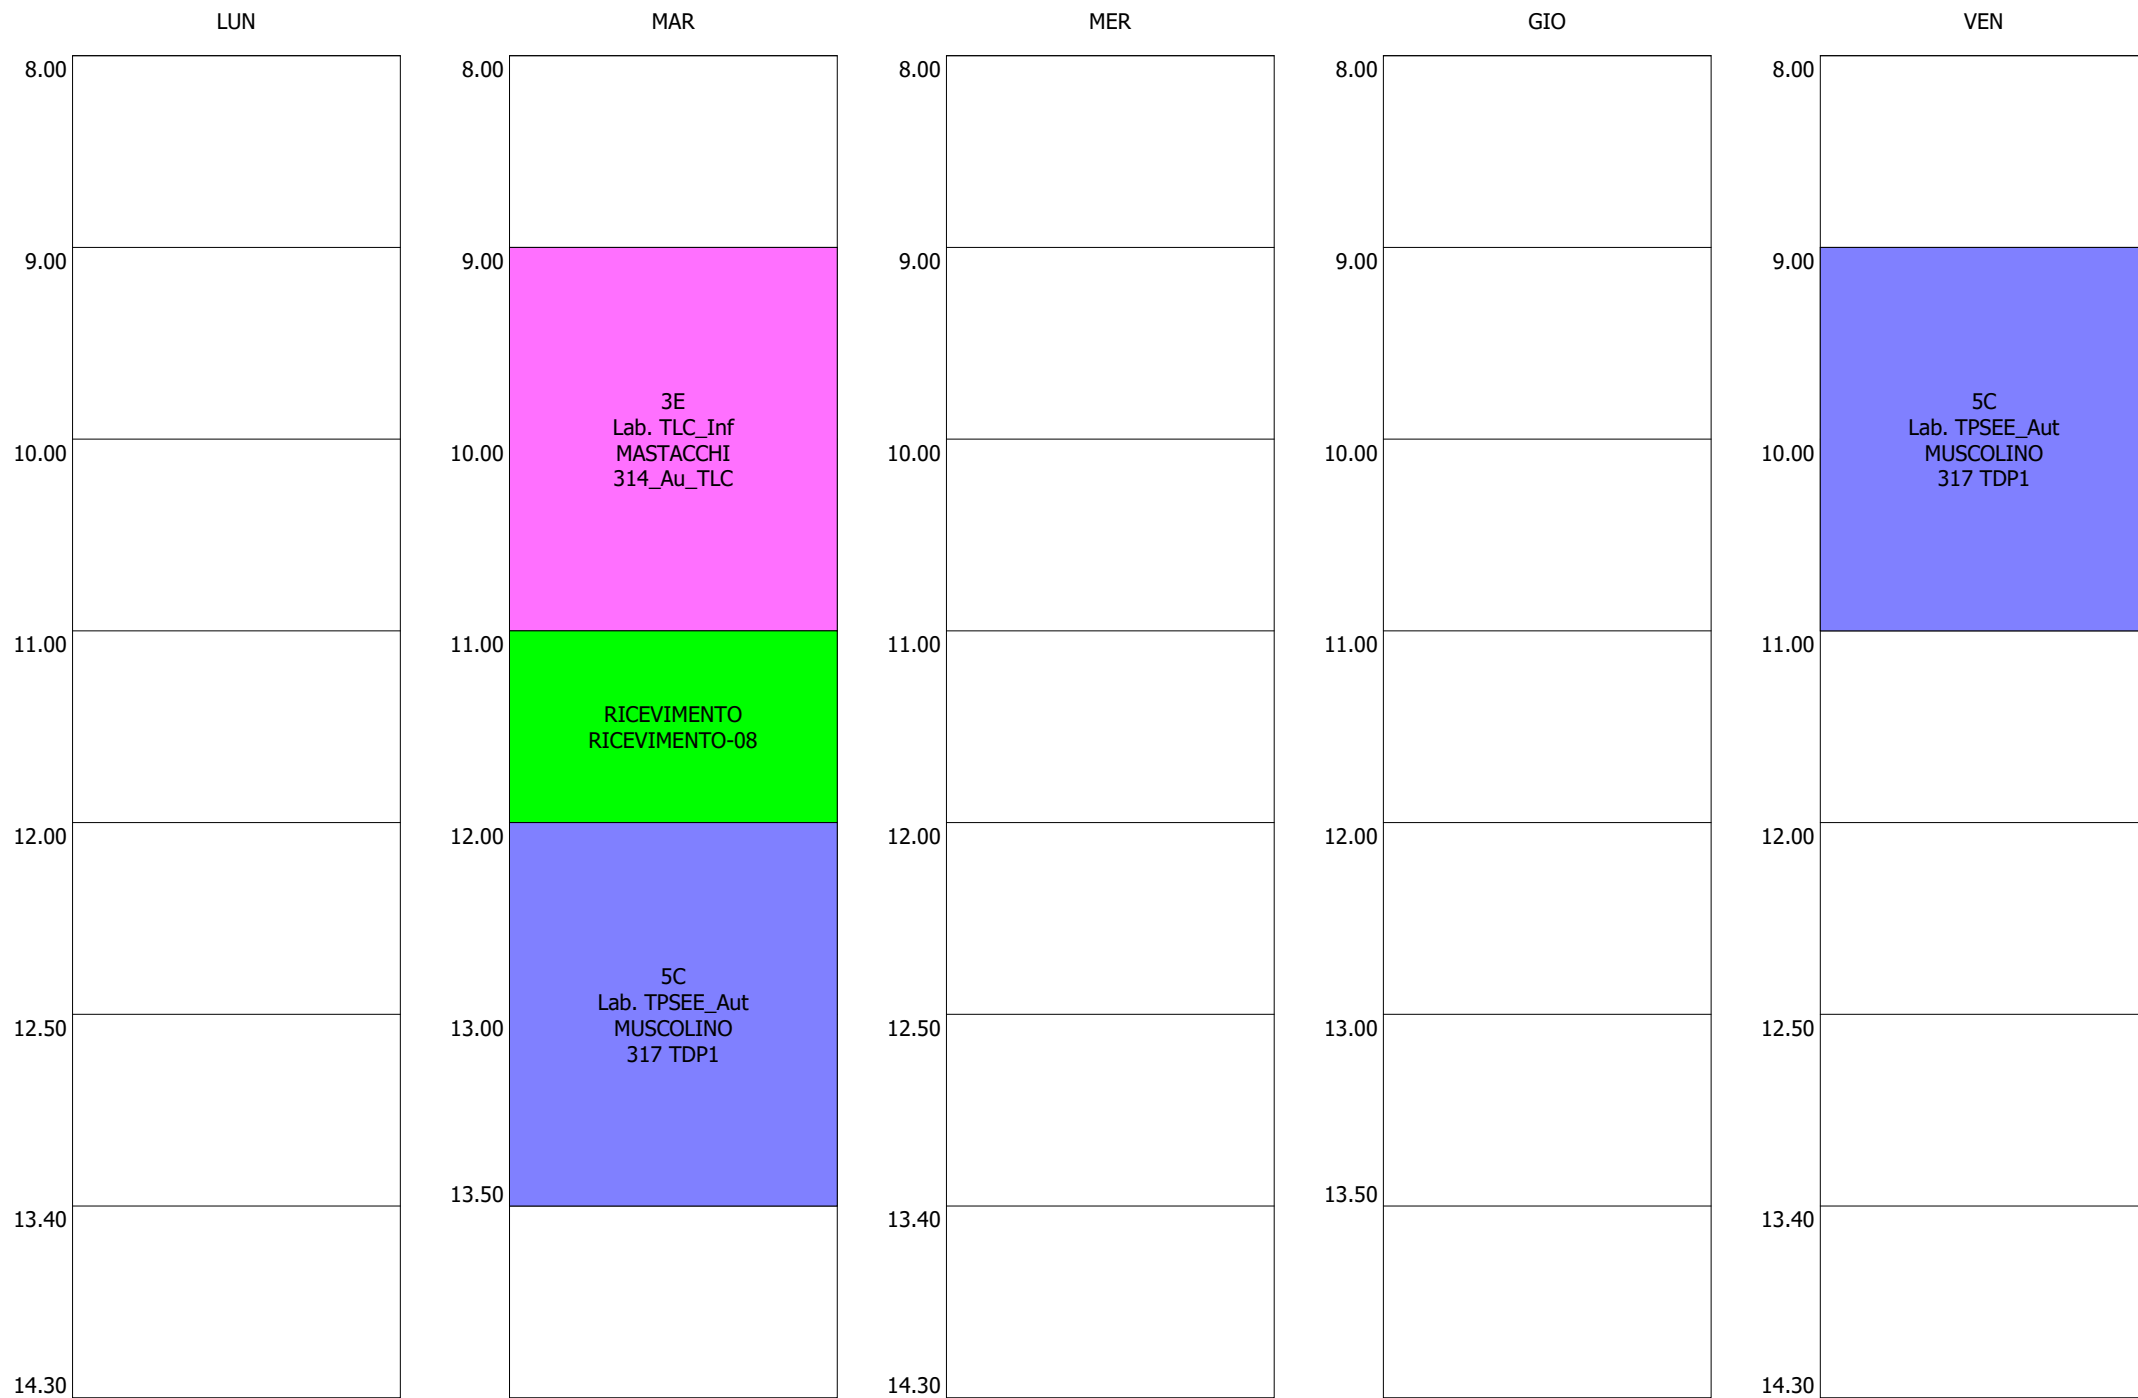 LUN
MAR
MER
GIO
VEN
8.00
9.00
10.00
11.00
12.00
12.50
13.40
14.30
8.00
9.00
10.00
11.00
12.00
13.00
13.50
3E
Lab. TLC_Inf
MASTACCHI
314_Au_TLC
RICEVIMENTO
RICEVIMENTO-08
5C
Lab. TPSEE_Aut
MUSCOLINO
317 TDP1
8.00
9.00
10.00
11.00
12.00
12.50
13.40
14.30
8.00
9.00
10.00
11.00
12.00
13.00
13.50
8.00
9.00
10.00
11.00
12.00
12.50
13.40
14.30
5C
Lab. TPSEE_Aut
MUSCOLINO
317 TDP1